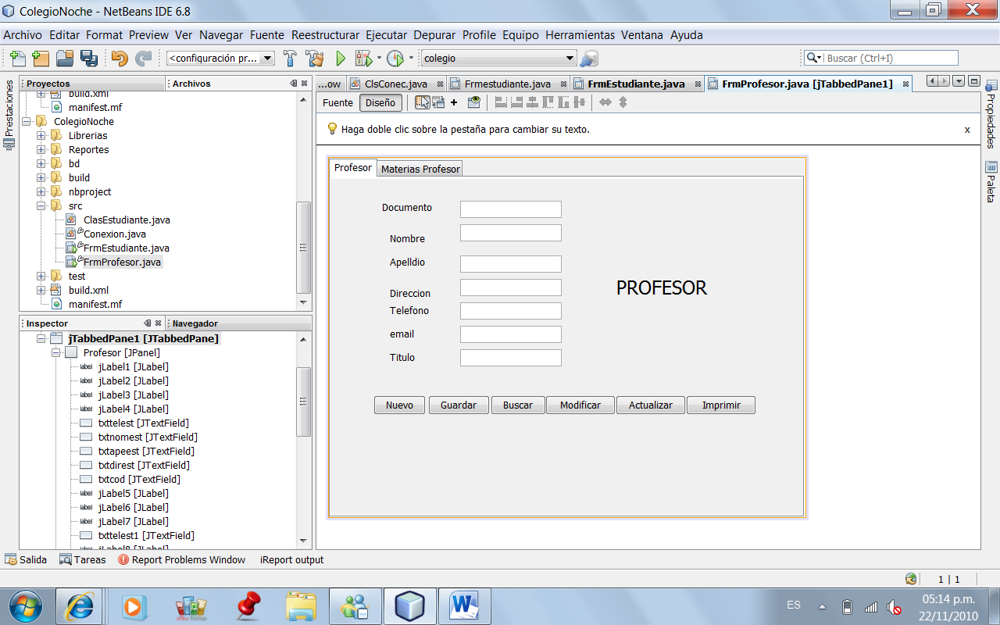 ColegioNoche - NetBeans IDE 6.8
Archivo Editar Format Preview Ver Navegar Fuente Reestructurar Ejecutar Depurar Profile Equipo Herramientas Ventana Ayuda
<configuración pr... colegio Buscar (Ctrl+I)
Prestaciones
Proyectos Archivos
build.xml
manifest.mf
ColegioNoche
Librerias
Reportes
bd
build
nbproject
src
ClasEstudiante.java
Conexion.java
FrmEstudiante.java
FrmProfesor.java
test
build.xml
manifest.mf
Inspector Navegador
jTabbedPane1 [JTabbedPane]
Profesor [JPanel]
label jLabel1 [JLabel]
label jLabel2 [JLabel]
label jLabel3 [JLabel]
label jLabel4 [JLabel]
txttelest [JTextField]
txtnomest [JTextField]
txtapeest [JTextField]
txtdirest [JTextField]
txtcod [JTextField]
label jLabel5 [JLabel]
label jLabel6 [JLabel]
label jLabel7 [JLabel]
txttelest1 [JTextField]
label jLabel8 [JLabel]
...ow ClsConec.java Frmestudiante.java FrmEstudiante.java FrmProfesor.java [jTabbedPane1]
Fuente Diseño
Haga doble clic sobre la pestaña para cambiar su texto. x
Profesor Materias Profesor
Documento
Nombre
Apelldio
Direccion
Telefono
email
Titulo
PROFESOR
Nuevo Guardar Buscar Modificar Actualizar Imprimir
Propiedades
Paleta
Salida Tareas Report Problems Window iReport output
1 | 1
online backup
ES
05:14 p.m.
22/11/2010